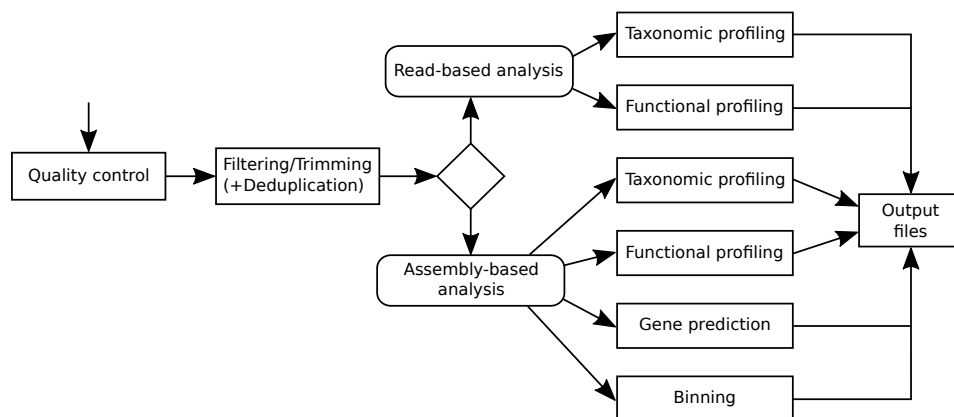 Quality control
Filtering/Trimming
(+Deduplication)
Read-based analysis
Taxonomic profiling
Functional profiling
Assembly-based
analysis
Taxonomic profiling
Functional profiling
Gene prediction
Binning
Output
files